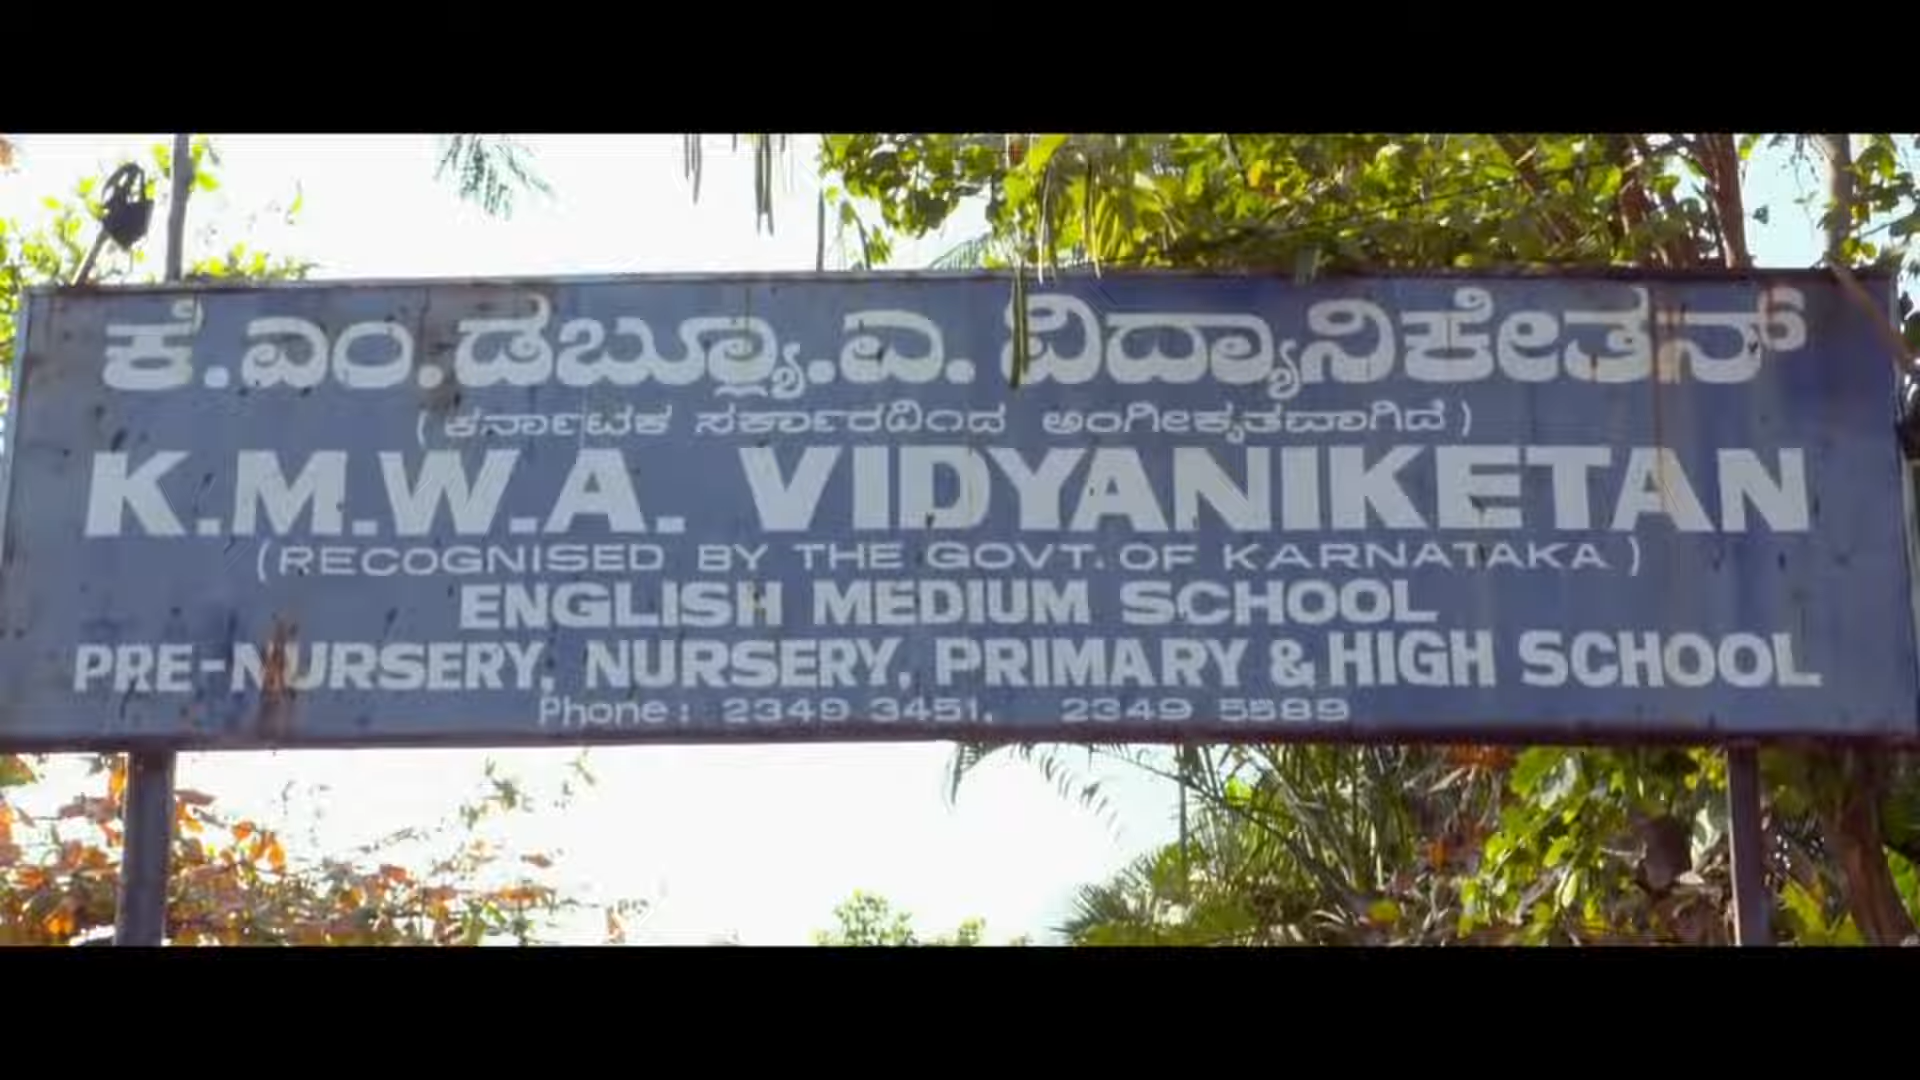 ಕೆ.ಎಂ.ಡಬ್ಲ್ಯೂ.ಎ. ವಿದ್ಯಾನಿಕೇತನ್
(ಕರ್ನಾಟಕ ಸರ್ಕಾರದಿಂದ ಅಂಗೀಕೃತವಾಗಿದೆ)
K.M.W.A. VIDYANIKETAN
(RECOGNISED BY THE GOVT. OF KARNATAKA)
ENGLISH MEDIUM SCHOOL
PRE-NURSERY, NURSERY, PRIMARY & HIGH SCHOOL
Phone: 2349 3451, 2349 5589